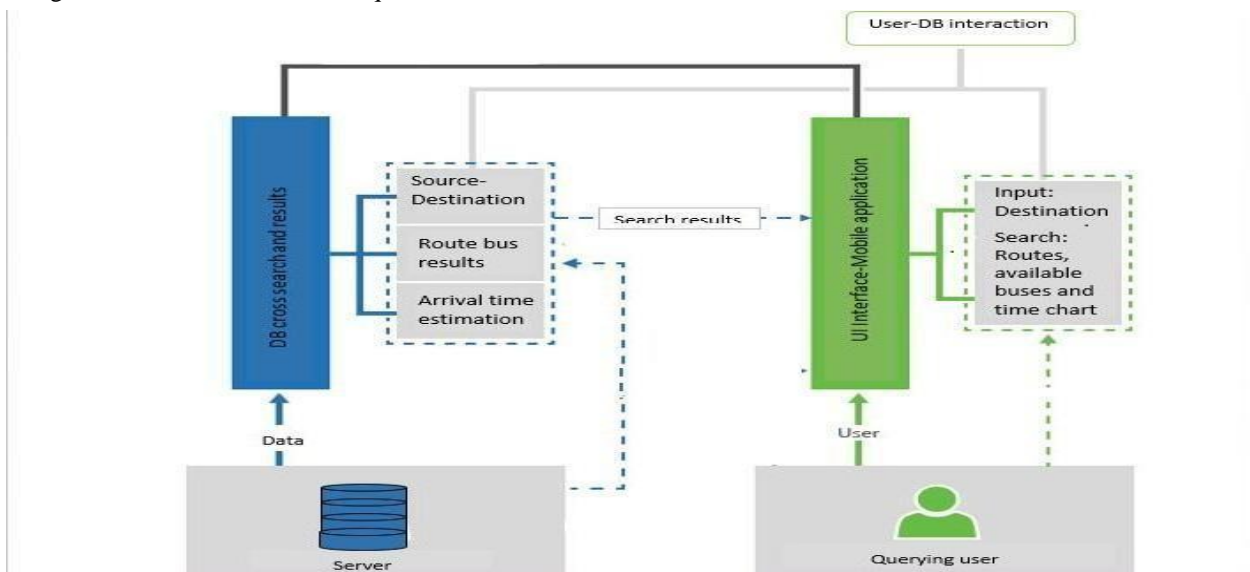 User-DB interaction
DB cross search and results
Source-
Destination
Route bus
results
Arrival time
estimation
Search results
UI Interface-Mobile application
Input:
Destination
Search:
Routes,
available
buses and
time chart
Data
User
Server
Querying user